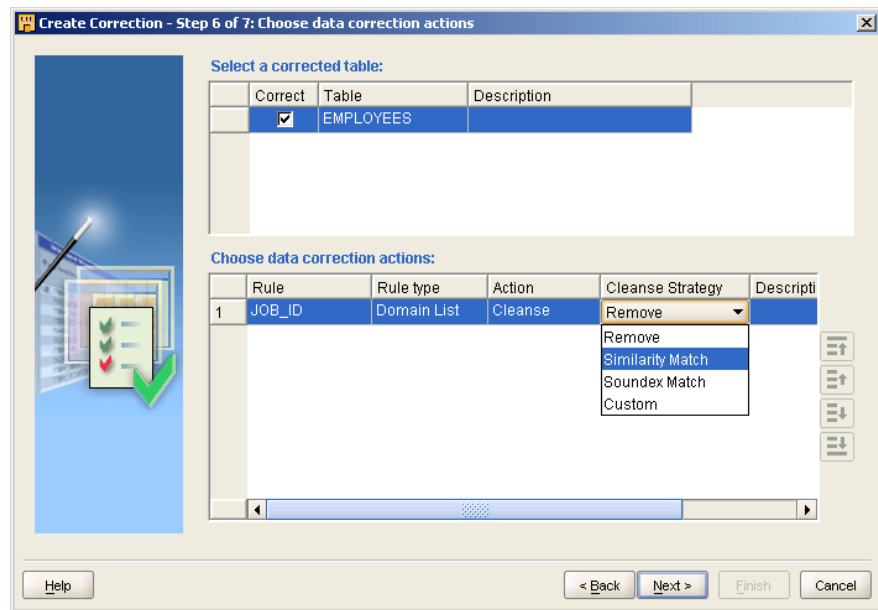 Create Correction - Step 6 of 7: Choose data correction actions
Select a corrected table:
Correct Table Description
EMPLOYEES
Choose data correction actions:
Rule Rule type Action Cleanse Strategy Descripti
1 JOB_ID Domain List Cleanse Remove
Remove
Similarity Match
Soundex Match
Custom
Help < Back Next > Finish Cancel